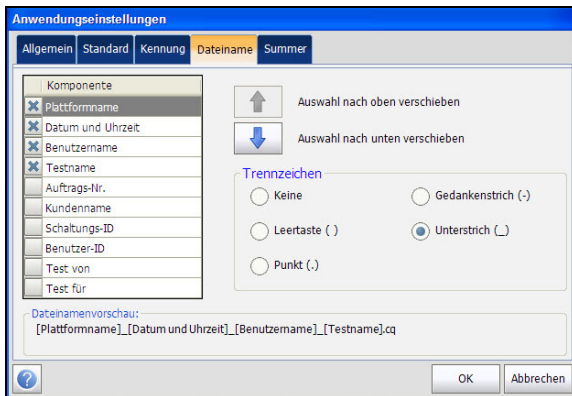 Anwendungseinstellungen
Allgemein Standard Kennung Dateiname Summer
Komponente
Plattformname
Datum und Uhrzeit
Benutzername
Testname
Auftrags-Nr.
Kundenname
Schaltungs-ID
Benutzer-ID
Test von
Test für
Auswahl nach oben verschieben
Auswahl nach unten verschieben
Trennzeichen
Keine Gedankenstrich (-)
Leertaste ( ) Unterstrich (_)
Punkt (.)
Dateinamenvorschau:
[Plattformname]_[Datum und Uhrzeit]_[Benutzername]_[Testname].cq
? OK Abbrechen